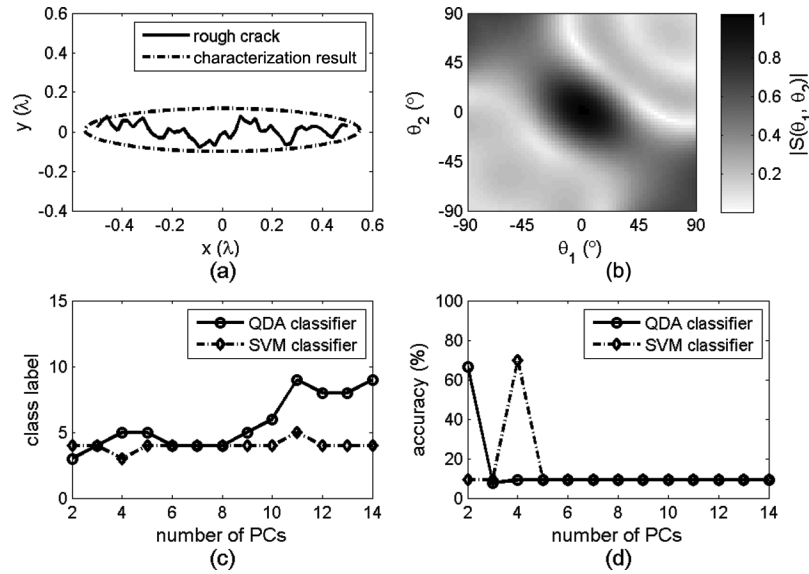 rough crack
characterization result
y (λ)
0.6
0.4
0.2
0
-0.2
-0.4
-0.4 -0.2 0 0.2 0.4 0.6
x (λ)
(a)
θ2 (°)
90
45
0
-45
-90
-90 -45 0 45 90
θ1 (°)
(b)
1
0.8
0.6
0.4
0.2
|S(θ1, θ2)|
QDA classifier
SVM classifier
class label
15
10
5
0
2 4 6 8 10 12 14
number of PCs
(c)
QDA classifier
SVM classifier
accuracy (%)
100
80
60
40
20
0
2 4 6 8 10 12 14
number of PCs
(d)